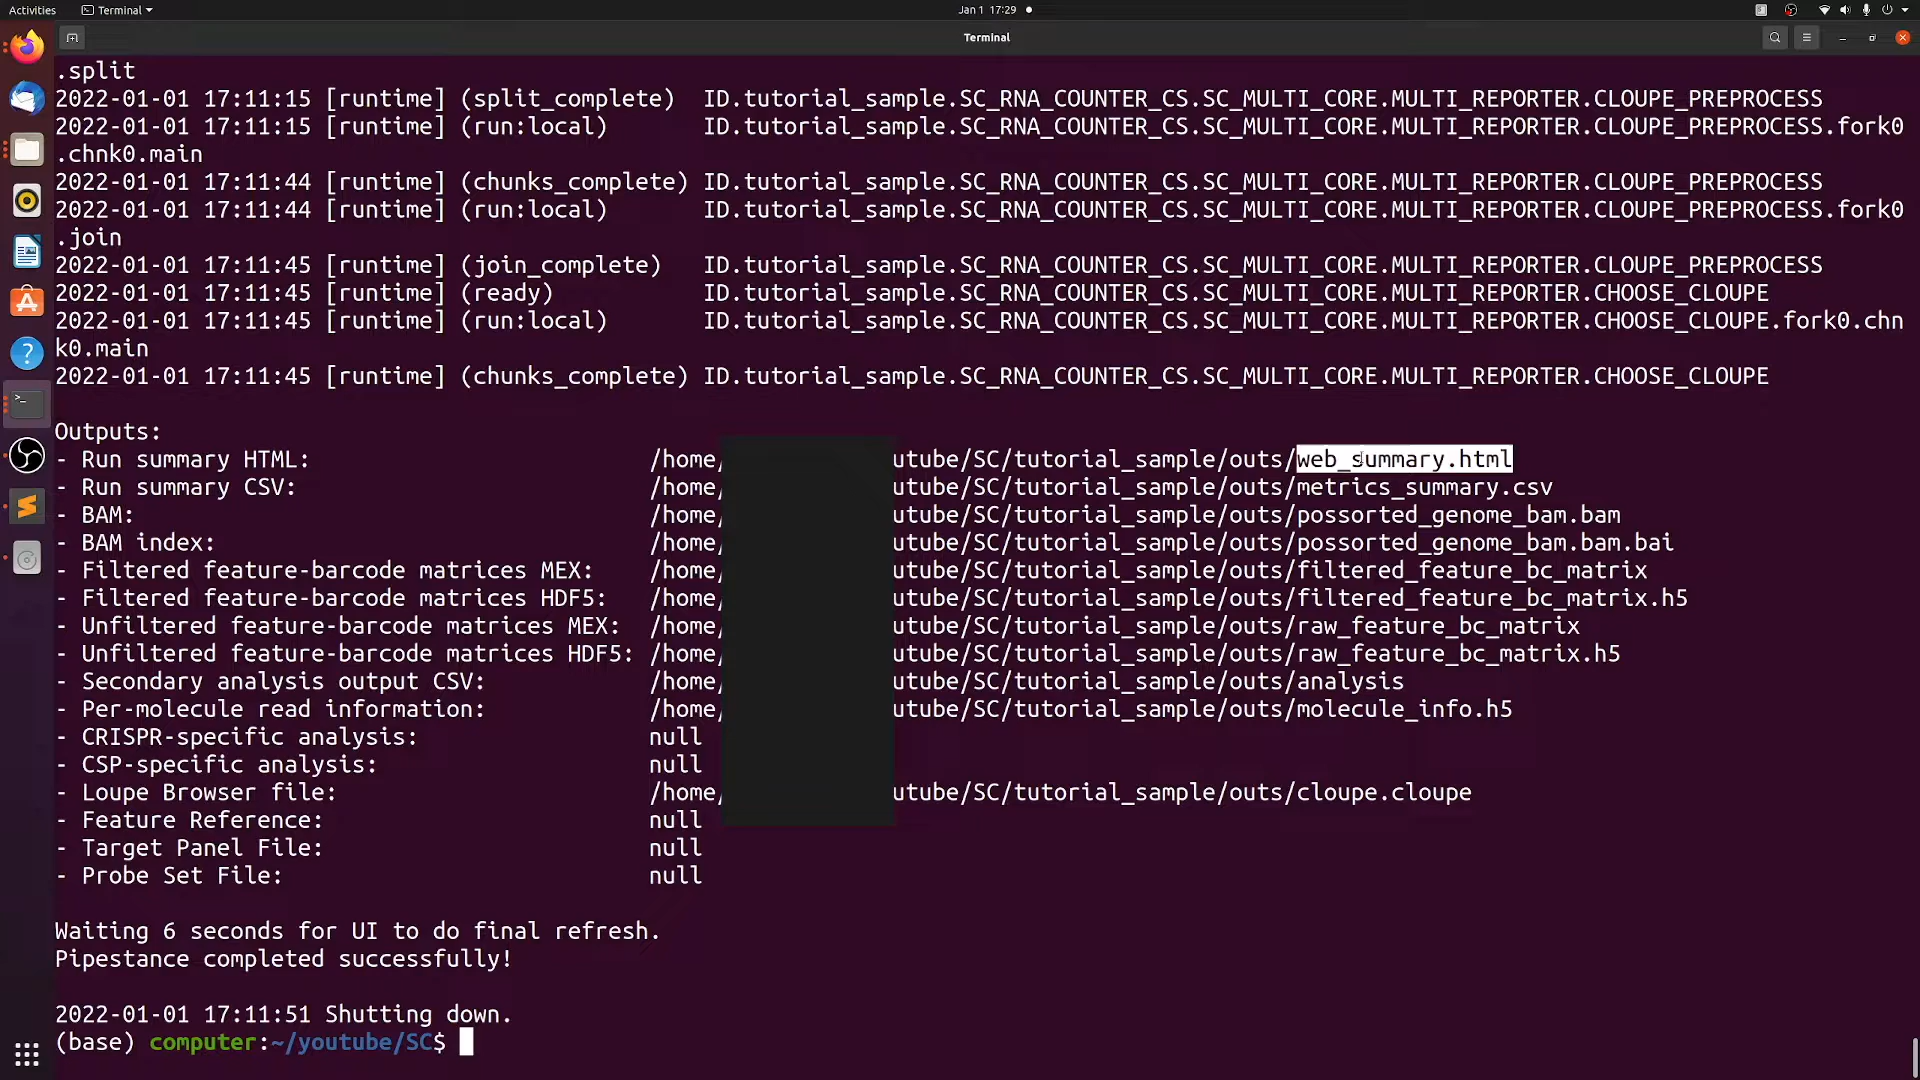 Activities
Terminal
Jan 1 17:29
Terminal
.split
2022-01-01 17:11:15 [runtime] (split_complete) ID.tutorial_sample.SC_RNA_COUNTER_CS.SC_MULTI_CORE.MULTI_REPORTER.CLOUPE_PREPROCESS
2022-01-01 17:11:15 [runtime] (run:local) ID.tutorial_sample.SC_RNA_COUNTER_CS.SC_MULTI_CORE.MULTI_REPORTER.CLOUPE_PREPROCESS.fork0
.chnk0.main
2022-01-01 17:11:44 [runtime] (chunks_complete) ID.tutorial_sample.SC_RNA_COUNTER_CS.SC_MULTI_CORE.MULTI_REPORTER.CLOUPE_PREPROCESS
2022-01-01 17:11:44 [runtime] (run:local) ID.tutorial_sample.SC_RNA_COUNTER_CS.SC_MULTI_CORE.MULTI_REPORTER.CLOUPE_PREPROCESS.fork0
.join
2022-01-01 17:11:45 [runtime] (join_complete) ID.tutorial_sample.SC_RNA_COUNTER_CS.SC_MULTI_CORE.MULTI_REPORTER.CLOUPE_PREPROCESS
2022-01-01 17:11:45 [runtime] (ready) ID.tutorial_sample.SC_RNA_COUNTER_CS.SC_MULTI_CORE.MULTI_REPORTER.CHOOSE_CLOUPE
2022-01-01 17:11:45 [runtime] (run:local) ID.tutorial_sample.SC_RNA_COUNTER_CS.SC_MULTI_CORE.MULTI_REPORTER.CHOOSE_CLOUPE.fork0.chn
k0.main
2022-01-01 17:11:45 [runtime] (chunks_complete) ID.tutorial_sample.SC_RNA_COUNTER_CS.SC_MULTI_CORE.MULTI_REPORTER.CHOOSE_CLOUPE
Outputs:
- Run summary HTML: /home/ utube/SC/tutorial_sample/outs/web_summary.html
- Run summary CSV: /home/ utube/SC/tutorial_sample/outs/metrics_summary.csv
- BAM: /home/ utube/SC/tutorial_sample/outs/possorted_genome_bam.bam
- BAM index: /home/ utube/SC/tutorial_sample/outs/possorted_genome_bam.bam.bai
- Filtered feature-barcode matrices MEX: /home/ utube/SC/tutorial_sample/outs/filtered_feature_bc_matrix
- Filtered feature-barcode matrices HDF5: /home/ utube/SC/tutorial_sample/outs/filtered_feature_bc_matrix.h5
- Unfiltered feature-barcode matrices MEX: /home/ utube/SC/tutorial_sample/outs/raw_feature_bc_matrix
- Unfiltered feature-barcode matrices HDF5: /home/ utube/SC/tutorial_sample/outs/raw_feature_bc_matrix.h5
- Secondary analysis output CSV: /home/ utube/SC/tutorial_sample/outs/analysis
- Per-molecule read information: /home/ utube/SC/tutorial_sample/outs/molecule_info.h5
- CRISPR-specific analysis: null
- CSP-specific analysis: null
- Loupe Browser file: /home/ utube/SC/tutorial_sample/outs/cloupe.cloupe
- Feature Reference: null
- Target Panel File: null
- Probe Set File: null
Waiting 6 seconds for UI to do final refresh.
Pipestance completed successfully!
2022-01-01 17:11:51 Shutting down.
(base) computer:~/youtube/SC$